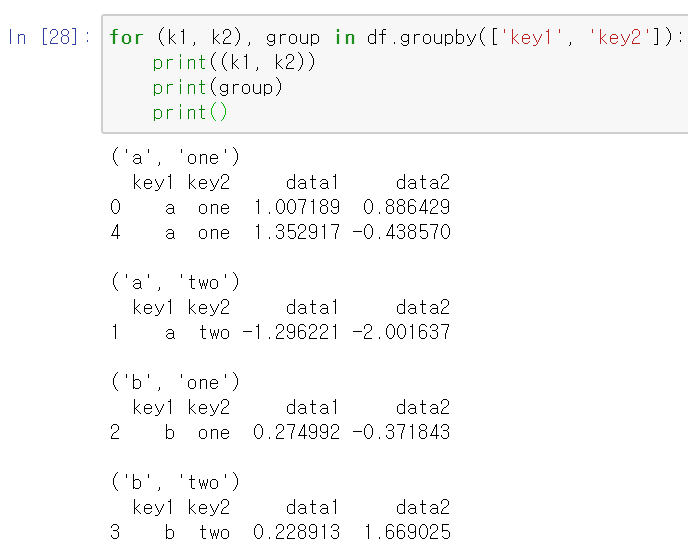 In [28]: for (k1, k2), group in df.groupby(['key1', 'key2']):
    print((k1, k2))
    print(group)
    print()
('a', 'one')
  key1 key2     data1     data2
0    a  one  1.007189  0.886429
4    a  one  1.352917 -0.438570
('a', 'two')
  key1 key2     data1     data2
1    a  two -1.296221 -2.001637
('b', 'one')
  key1 key2     data1     data2
2    b  one  0.274992 -0.371843
('b', 'two')
  key1 key2     data1     data2
3    b  two  0.228913  1.669025